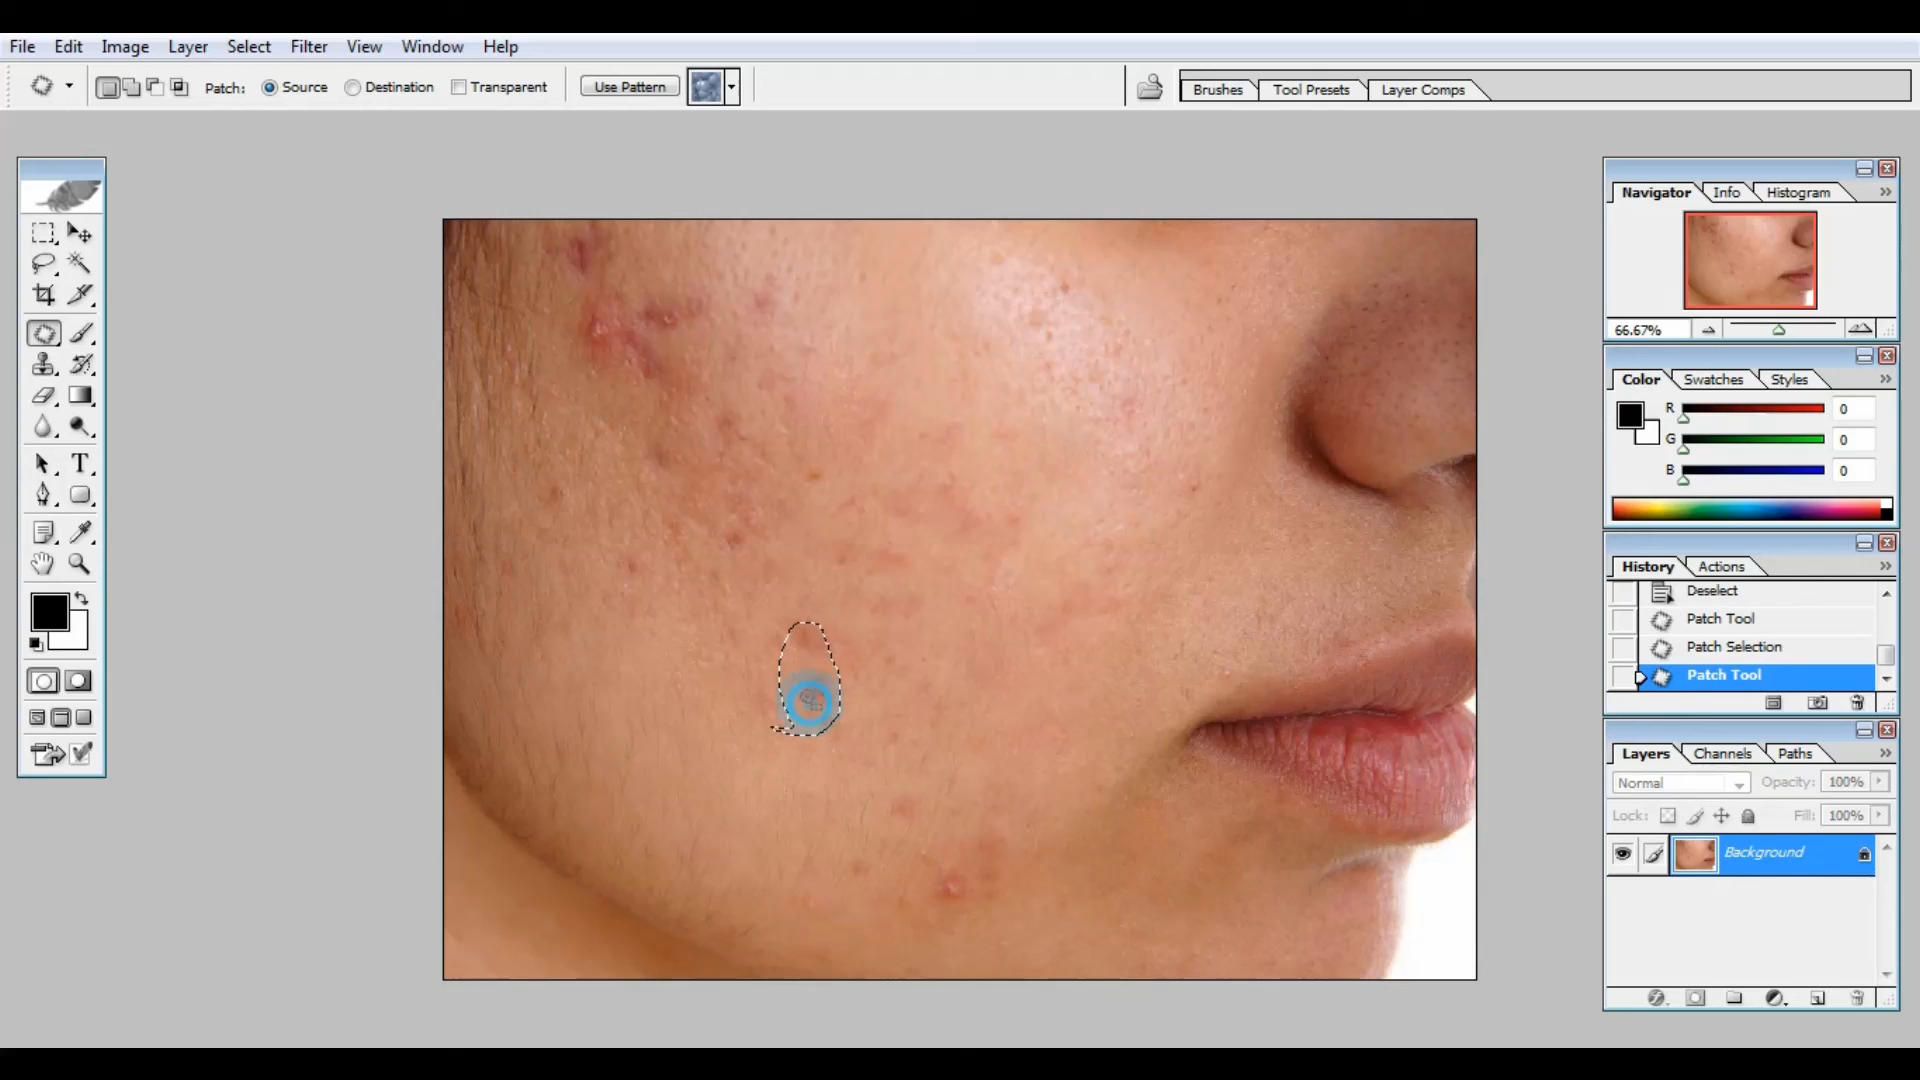 File Edit Image Layer Select Filter View Window Help
Patch: Source Destination Transparent Use Pattern Brushes Tool Presets Layer Comps
Navigator Info Histogram
66.67%
Color Swatches Styles
R 0
G 0
B 0
History Actions
Deselect
Patch Tool
Patch Selection
Patch Tool
Layers Channels Paths
Normal Opacity: 100%
Lock: Fill: 100%
Background